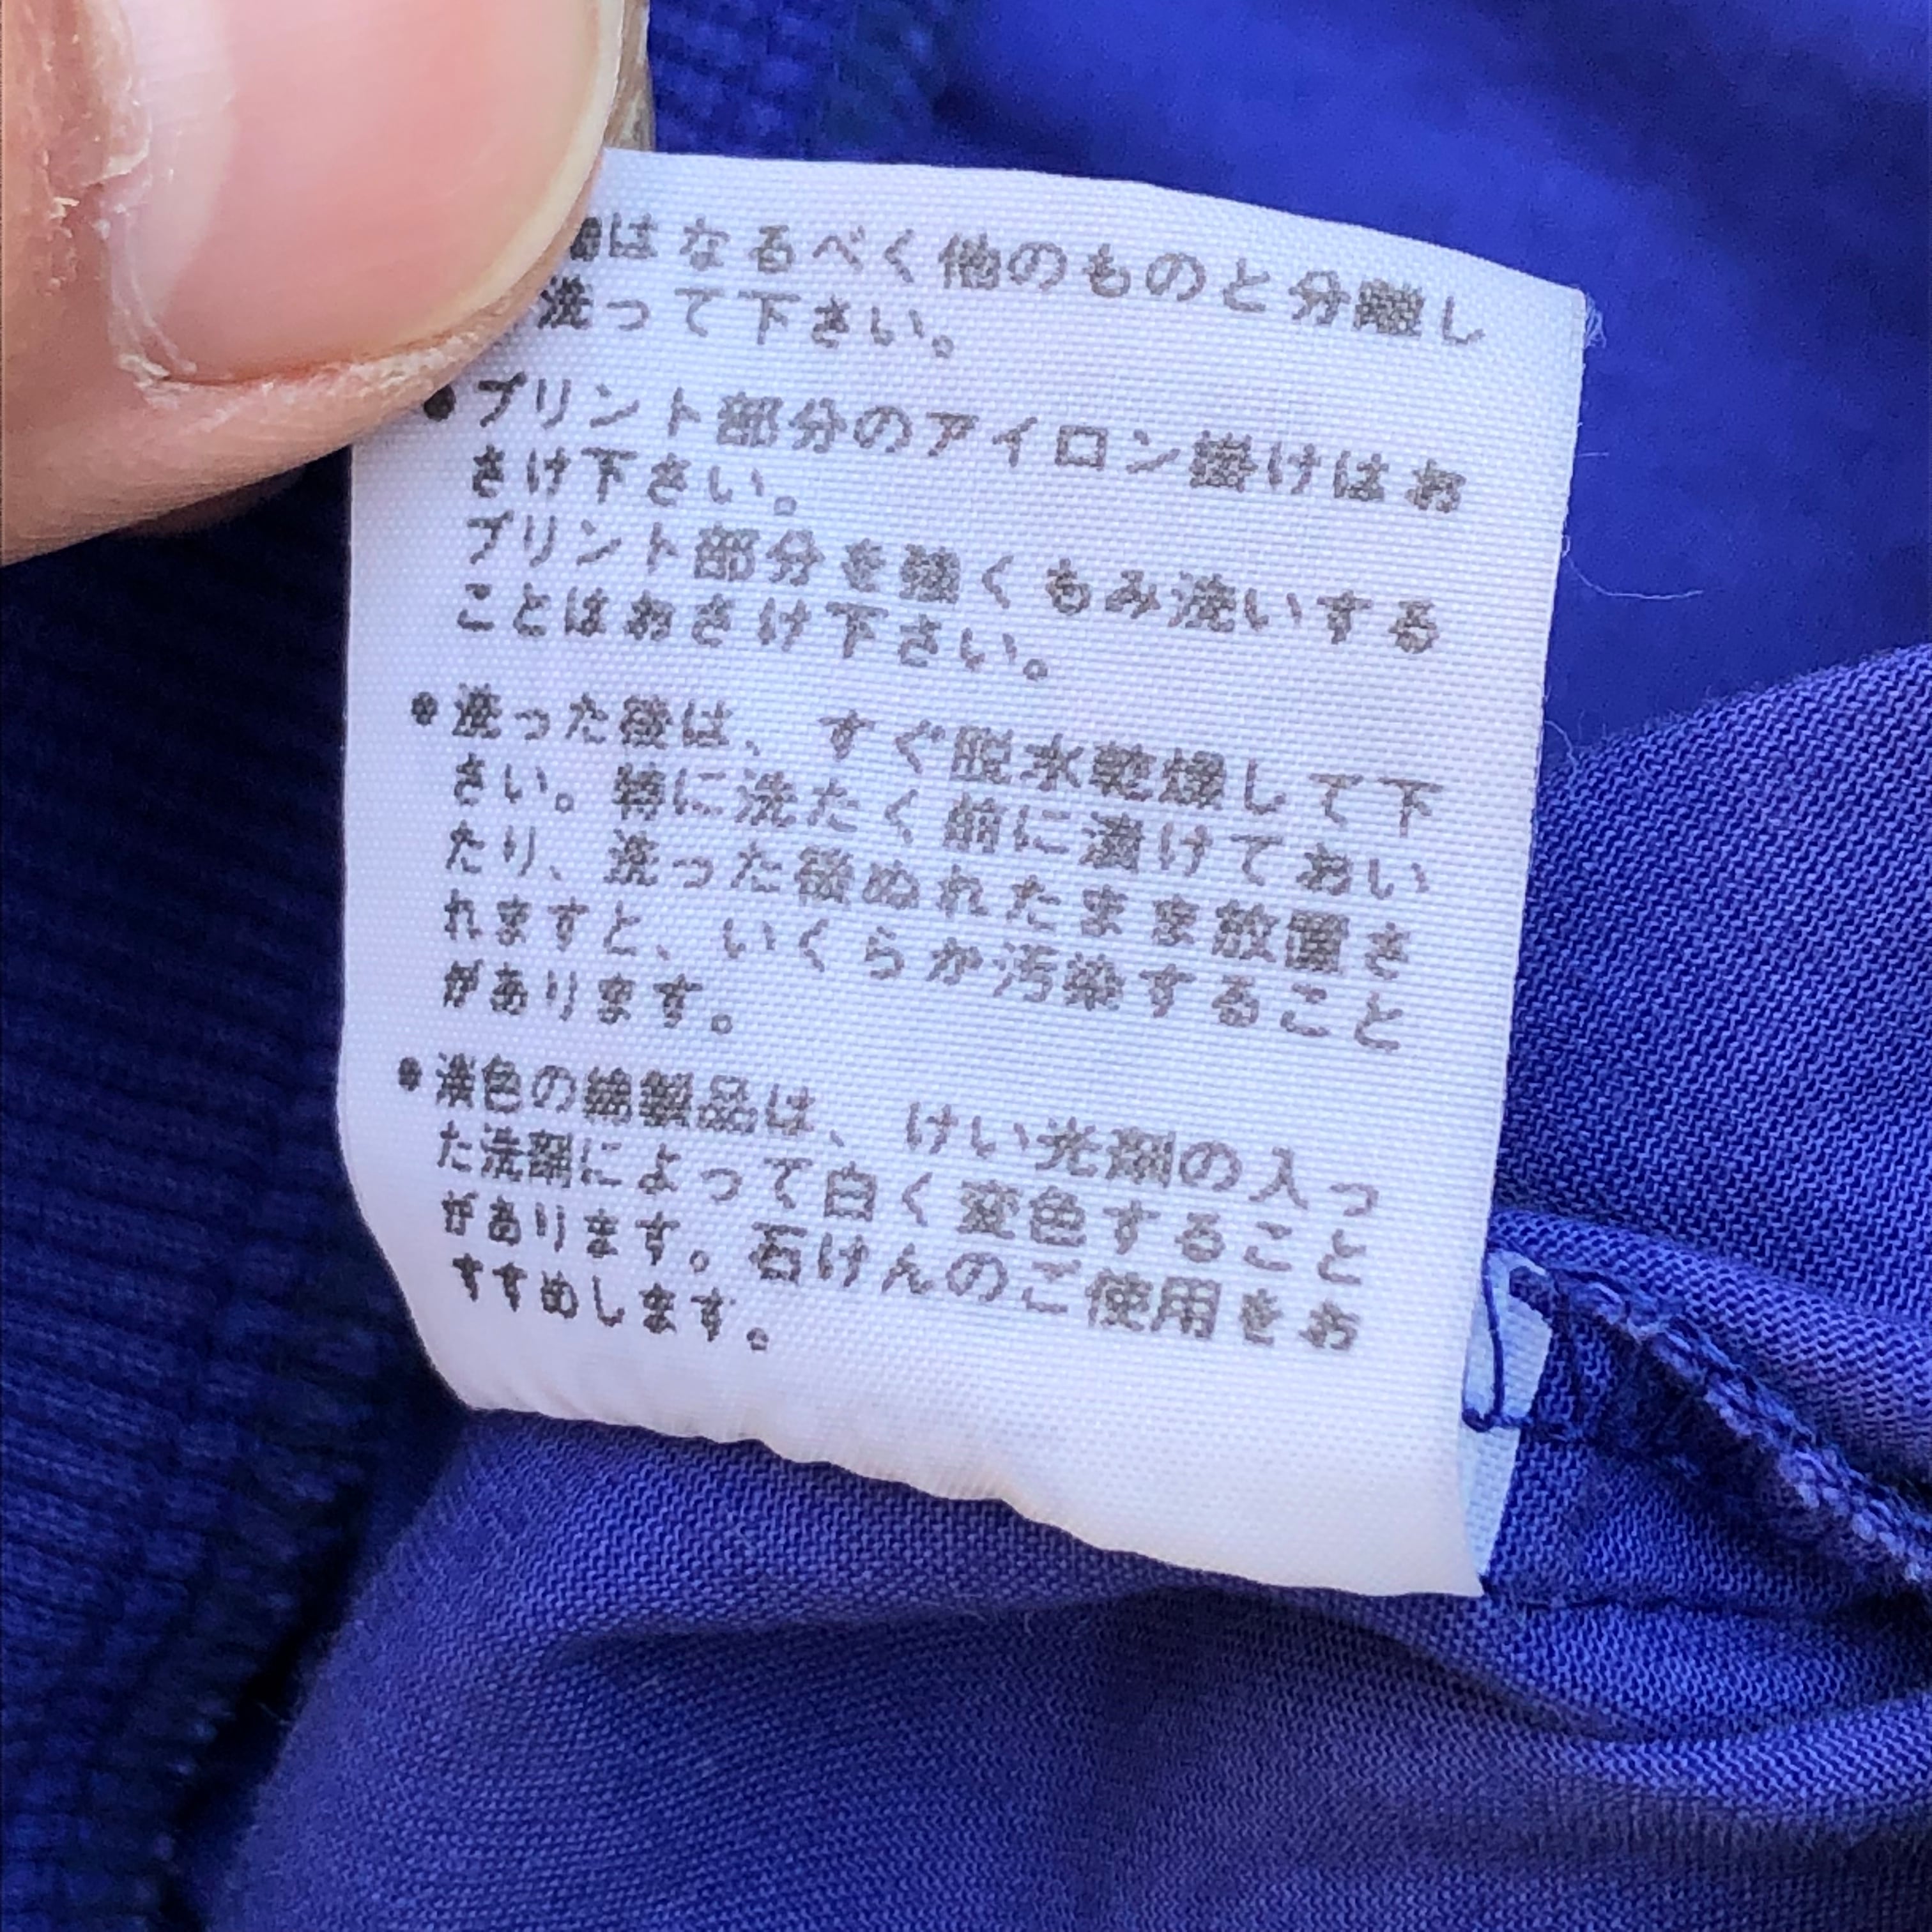 はなるべく他のものと分離し
洗って下さい。
●プリント部分のアイロン掛けはお
さけ下さい。
プリント部分を強くもみ洗いする
ことはおさけ下さい。
●洗った後は、すぐ脱水乾燥して下
さい。特に洗たく前に漬けておい
たり、洗った後ぬれたまま放置さ
れますと、いくらか汚染すること
があります。
●淡色の綿製品は、けい光剤の入っ
た洗剤によって白く変色すること
があります。石けんのご使用をお
すすめします。